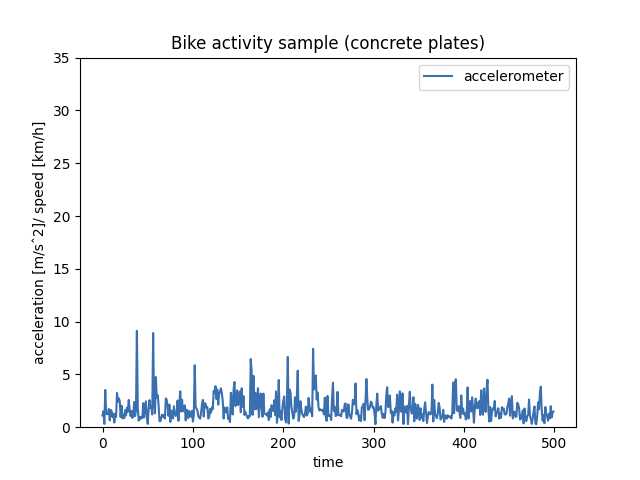 Bike activity sample (concrete plates)
accelerometer
35
30
25
20
15
10
5
0
acceleration [m/sˆ2]/ speed [km/h]
0 100 200 300 400 500
time